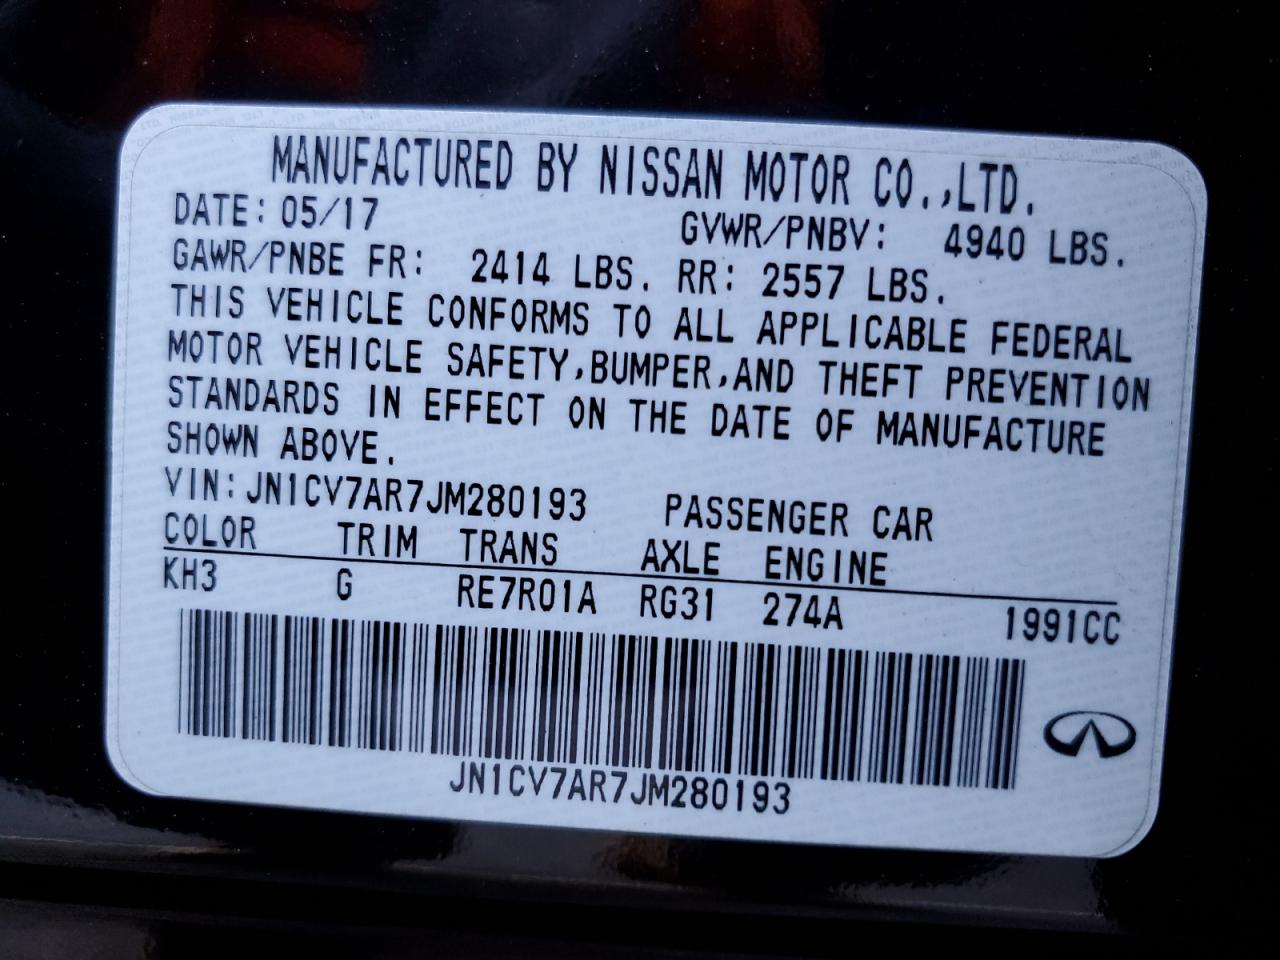 MANUFACTURED BY NISSAN MOTOR CO.,LTD.
DATE: 05/17 GVWR/PNBV: 4940 LBS.
GAWR/PNBE FR: 2414 LBS. RR: 2557 LBS.
THIS VEHICLE CONFORMS TO ALL APPLICABLE FEDERAL
MOTOR VEHICLE SAFETY,BUMPER,AND THEFT PREVENTION
STANDARDS IN EFFECT ON THE DATE OF MANUFACTURE
SHOWN ABOVE.
VIN:JN1CV7AR7JM280193 PASSENGER CAR
COLOR TRIM TRANS AXLE ENGINE
KH3 G RE7R01A RG31 274A 1991CC
JN1CV7AR7JM280193